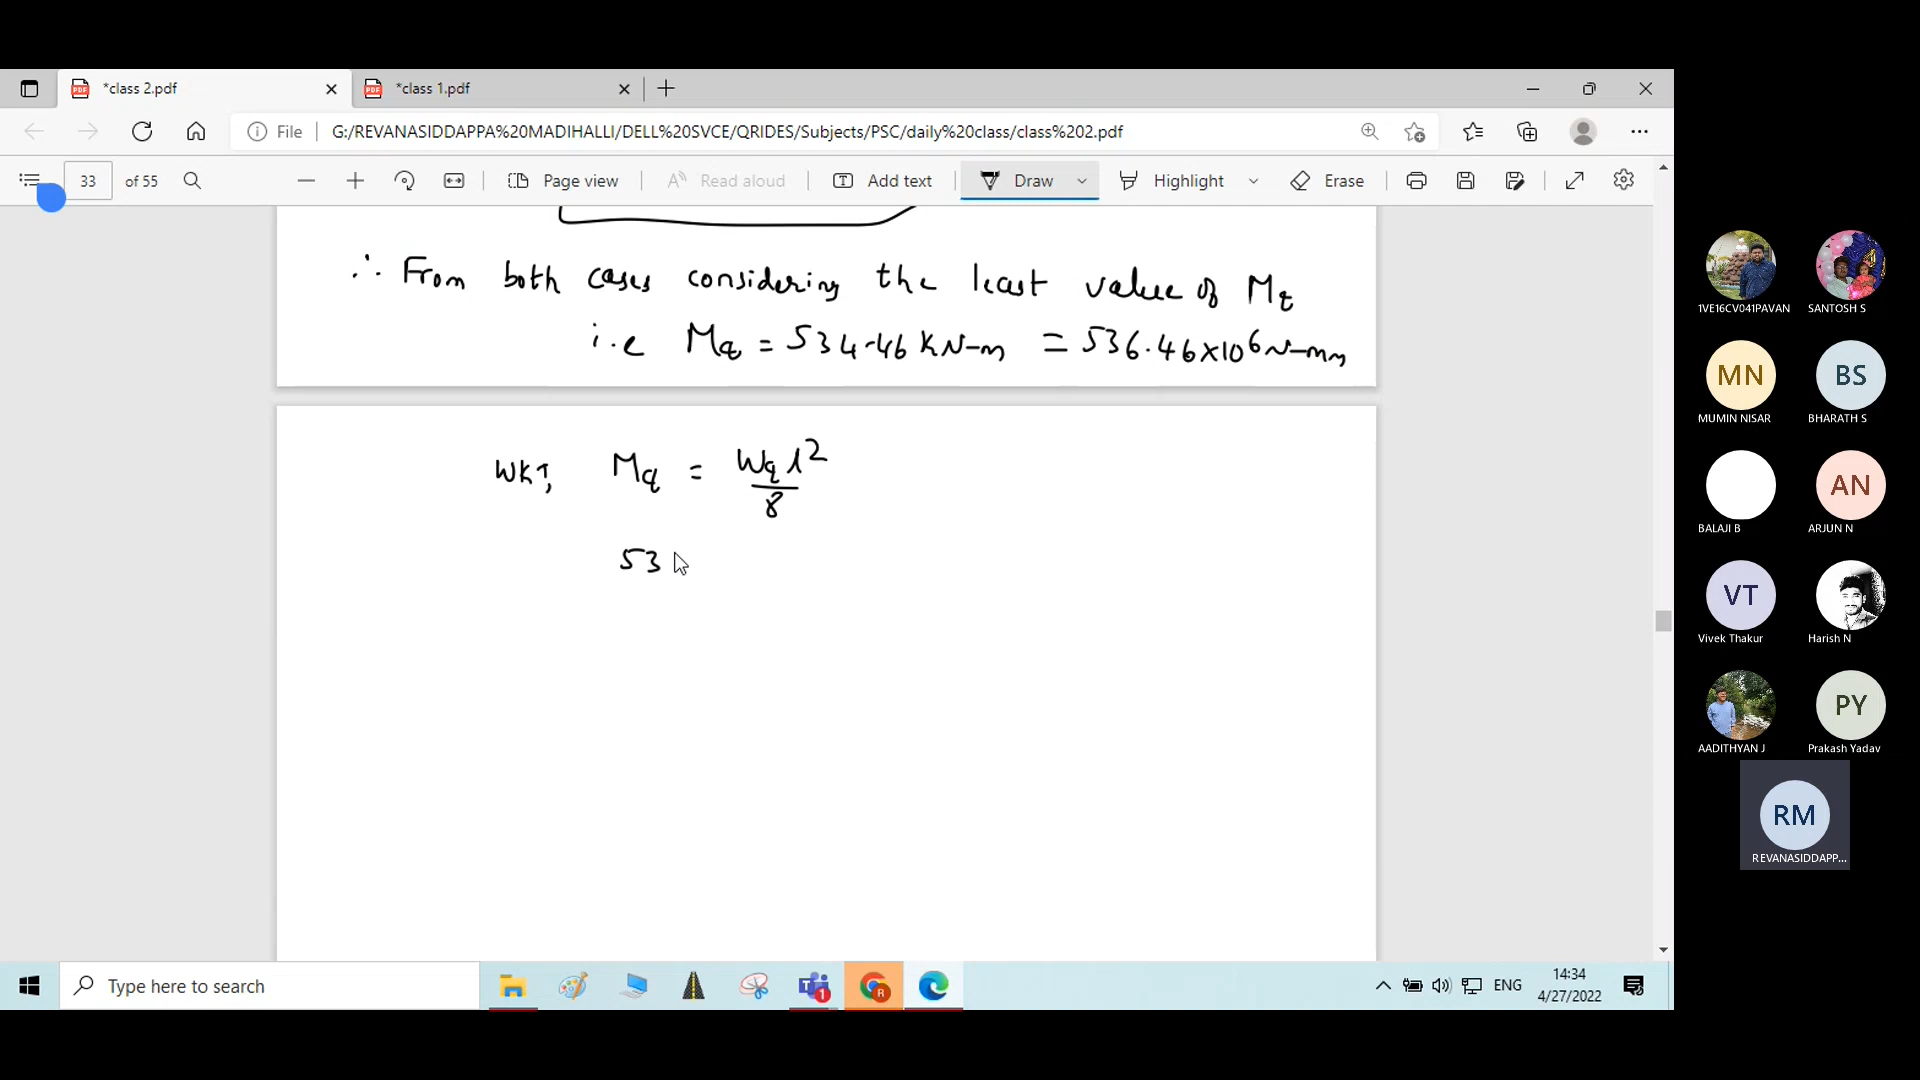 *class 2.pdf
*class 1.pdf
File G:/REVANASIDDAPPA%20MADIHALLI/DELL%20SVCE/QRIDES/Subjects/PSC/daily%20class/class%202.pdf
33 of 55 Page view Read aloud Add text Draw Highlight Erase
∴ From both cases considering the least value of Mq
i.e Mq = 534.46 KN-m = 536.46x10⁶N-mm
WKT, Mq = Wq l²/8
53
1VE16CV041PAVAN
SANTOSH S
MN
BS
MUMIN NISAR
BHARATH S
AN
BALAJI B
ARJUN N
VT
Vivek Thakur
Harish N
PY
AADITHYAN J
Prakash Yadav
RM
REVANASIDDAPP...
Type here to search
1
R
ENG
14:34
4/27/2022